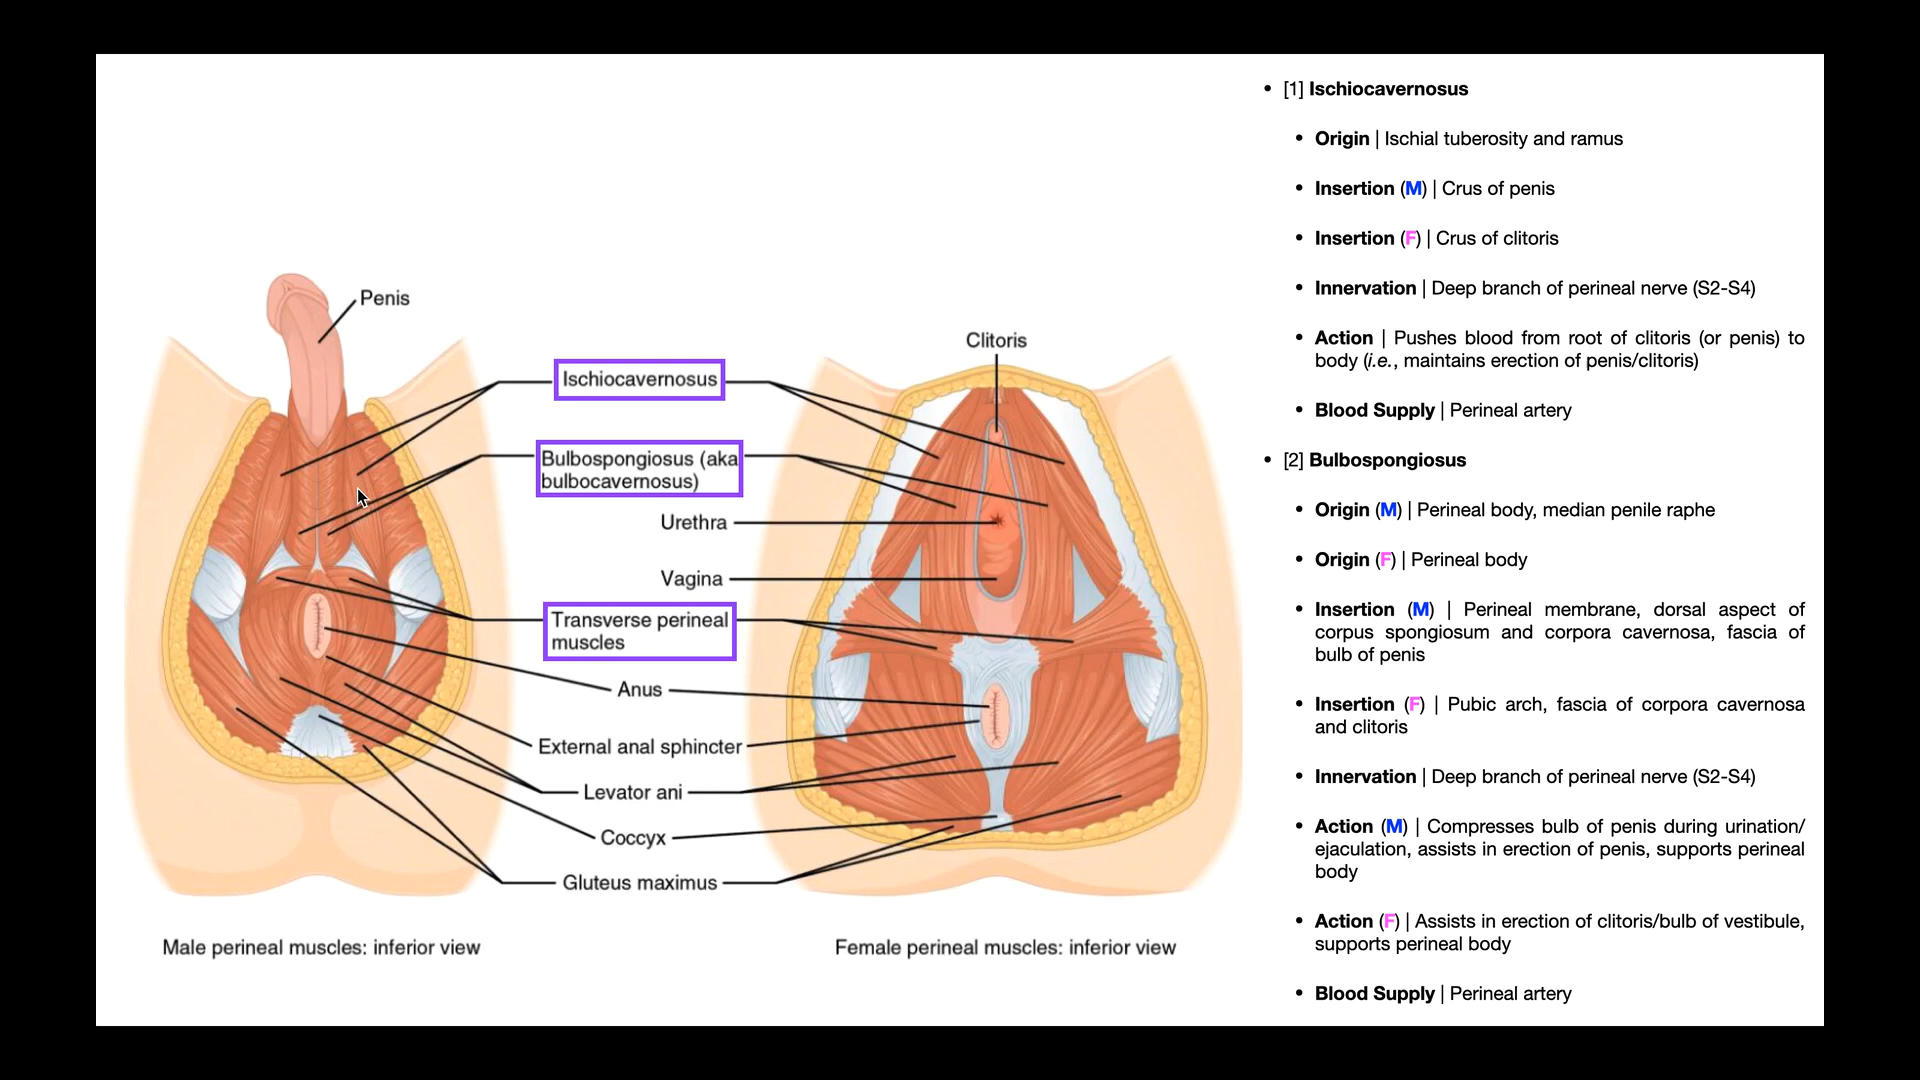 Penis
Clitoris
Ischiocavernosus
Bulbospongiosus (aka
bulbocavernosus)
Urethra
Vagina
Transverse perineal
muscles
Anus
External anal sphincter
Levator ani
Coccyx
Gluteus maximus
Male perineal muscles: inferior view
Female perineal muscles: inferior view
• [1] Ischiocavernosus
• Origin | Ischial tuberosity and ramus
• Insertion (M) | Crus of penis
• Insertion (F) | Crus of clitoris
• Innervation | Deep branch of perineal nerve (S2-S4)
• Action | Pushes blood from root of clitoris (or penis) to
body (i.e., maintains erection of penis/clitoris)
• Blood Supply | Perineal artery
• [2] Bulbospongiosus
• Origin (M) | Perineal body, median penile raphe
• Origin (F) | Perineal body
• Insertion (M) | Perineal membrane, dorsal aspect of
corpus spongiosum and corpora cavernosa, fascia of
bulb of penis
• Insertion (F) | Pubic arch, fascia of corpora cavernosa
and clitoris
• Innervation | Deep branch of perineal nerve (S2-S4)
• Action (M) | Compresses bulb of penis during urination/
ejaculation, assists in erection of penis, supports perineal
body
• Action (F) | Assists in erection of clitoris/bulb of vestibule,
supports perineal body
• Blood Supply | Perineal artery